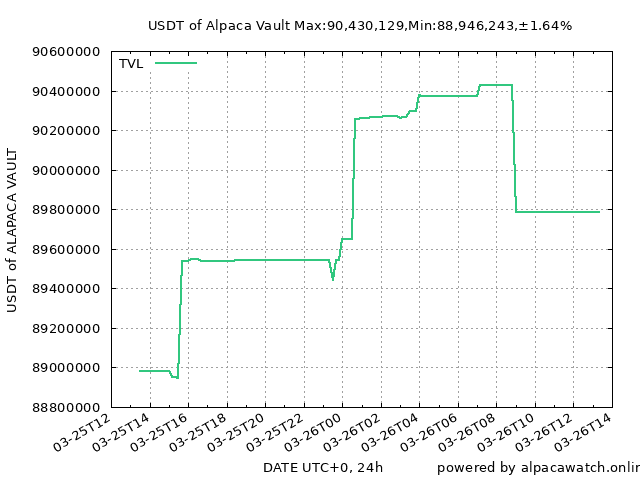 USDT of Alpaca Vault Max:90,430,129,Min:88,946,243,±1.64%
TVL
90600000
90400000
90200000
90000000
89800000
89600000
89400000
89200000
89000000
88800000
USDT of ALAPACA VAULT
03-25T12
03-25T14
03-25T16
03-25T18
03-25T20
03-25T22
03-26T00
03-26T02
03-26T04
03-26T06
03-26T08
03-26T10
03-26T12
03-26T14
DATE UTC+0, 24h
powered by alpacawatch.onlin